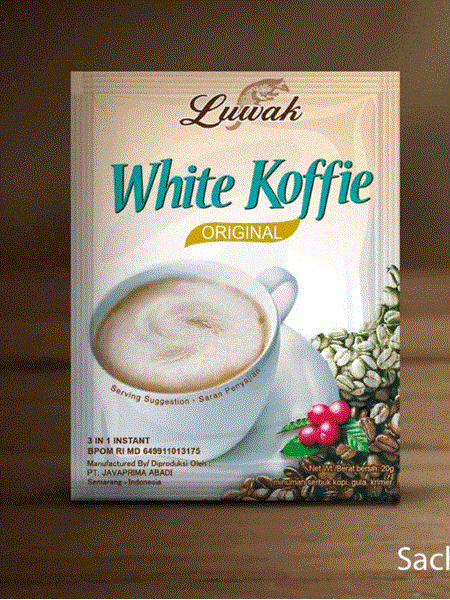 Luwak
White Koffie
ORIGINAL
Serving Suggestion - Saran Penyajian
3 IN 1 INSTANT
BPOM RI MD 649911013175
Manufactured By/ Diproduksi Oleh :
PT. JAVAPRIMA ABADI
Semarang - Indonesia
Net Wt./Berat bersih: 20g
minuman serbuk kopi, gula, krimer
Sach